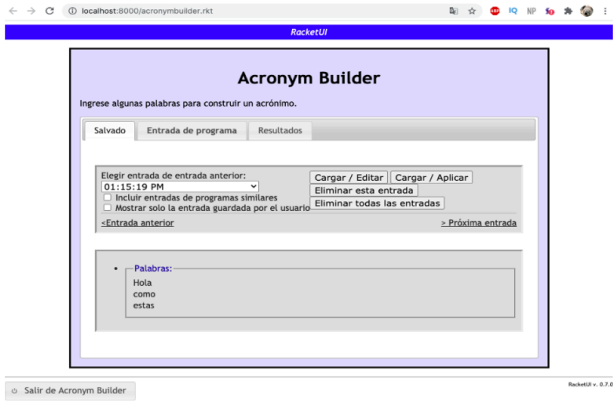 localhost:8000/acronymbuilder.rkt
IQ NP
RacketUI
Acronym Builder
Ingrese algunas palabras para construir un acrónimo.
Salvado Entrada de programa Resultados
Elegir entrada de entrada anterior:
01:15:19 PM
Incluir entradas de programas similares
Mostrar solo la entrada guardada por el usuario
Cargar / Editar Cargar / Aplicar
Eliminar esta entrada
Eliminar todas las entradas
<Entrada anterior > Próxima entrada
Palabras:
Hola
como
estas
Salir de Acronym Builder
RacketUI v. 0.7.0